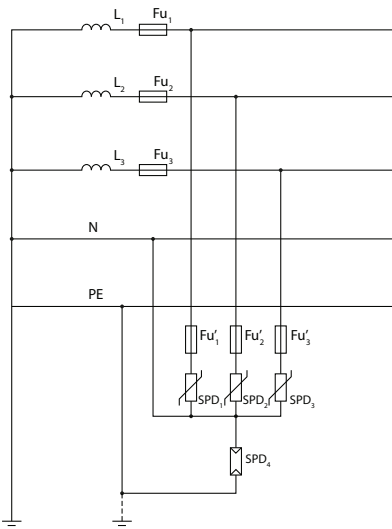 L₁ Fu₁
L₂ Fu₂
L₃ Fu₃
N
PE
Fu'₁ Fu'₂ Fu'₃
SPD₁ SPD₂ SPD₃
SPD₄